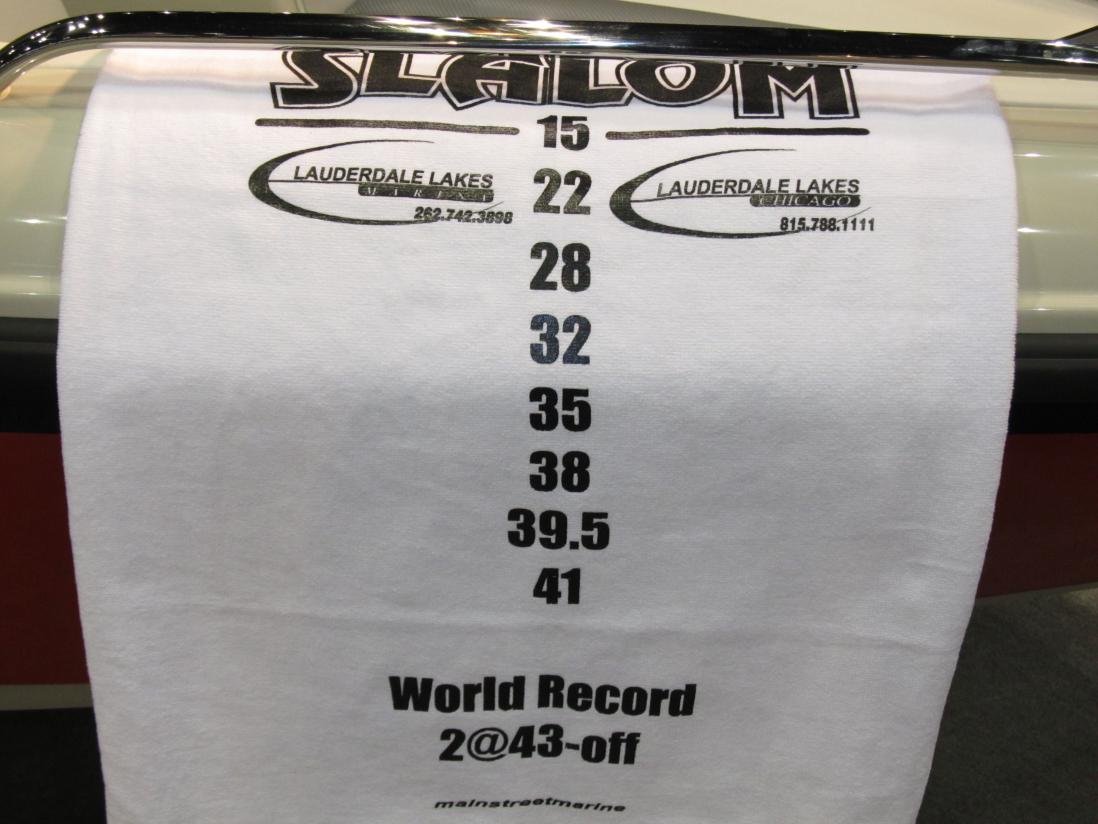 SLALOM
15
LAUDERDALE LAKES
MARINA
262.742.3898
22
LAUDERDALE LAKES
CHICAGO
815.788.1111
28
32
35
38
39.5
41
World Record
2@43-off
mainstreetmarine